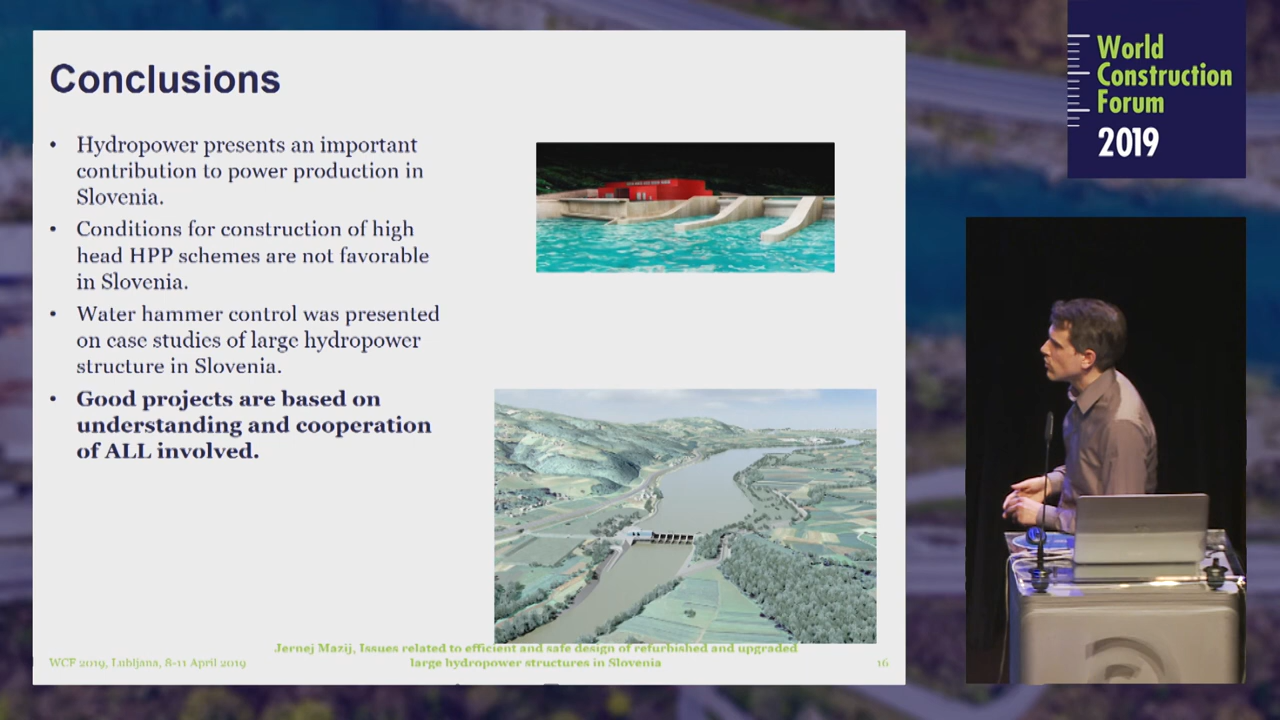 Conclusions
• Hydropower presents an important
contribution to power production in
Slovenia.
• Conditions for construction of high
head HPP schemes are not favorable
in Slovenia.
• Water hammer control was presented
on case studies of large hydropower
structure in Slovenia.
• Good projects are based on
understanding and cooperation
of ALL involved.
WCF 2019, Lubljana, 8-11 April 2019
Jernej Mazij, Issues related to efficient and safe design of refurbished and upgraded
large hydropower structures in Slovenia
16
World
Construction
Forum
2019